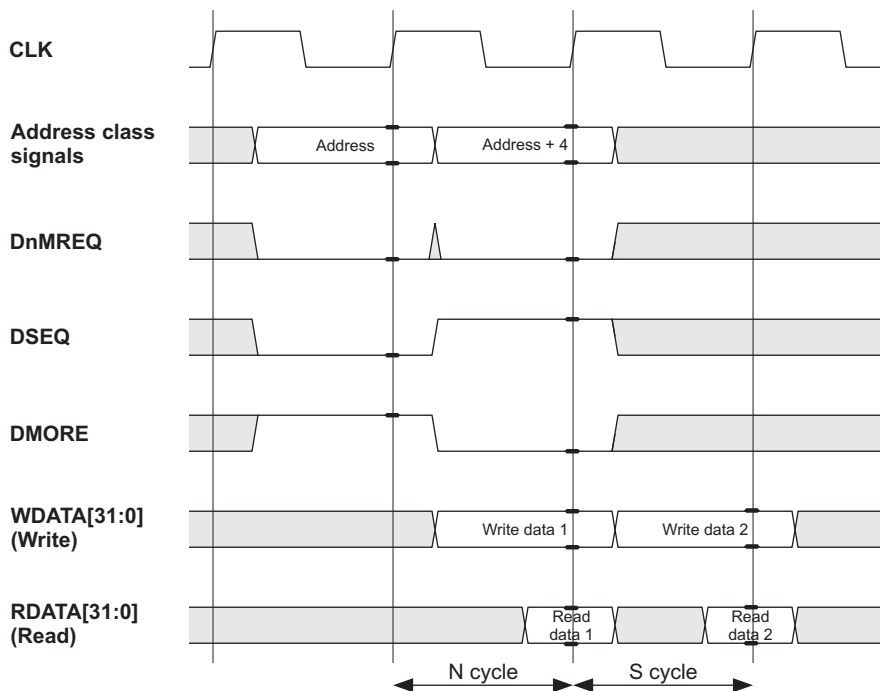 CLK
Address class
signals
Address
Address + 4
DnMREQ
DSEQ
DMORE
WDATA[31:0]
(Write)
Write data 1
Write data 2
RDATA[31:0]
(Read)
Read
data 1
Read
data 2
N cycle
S cycle